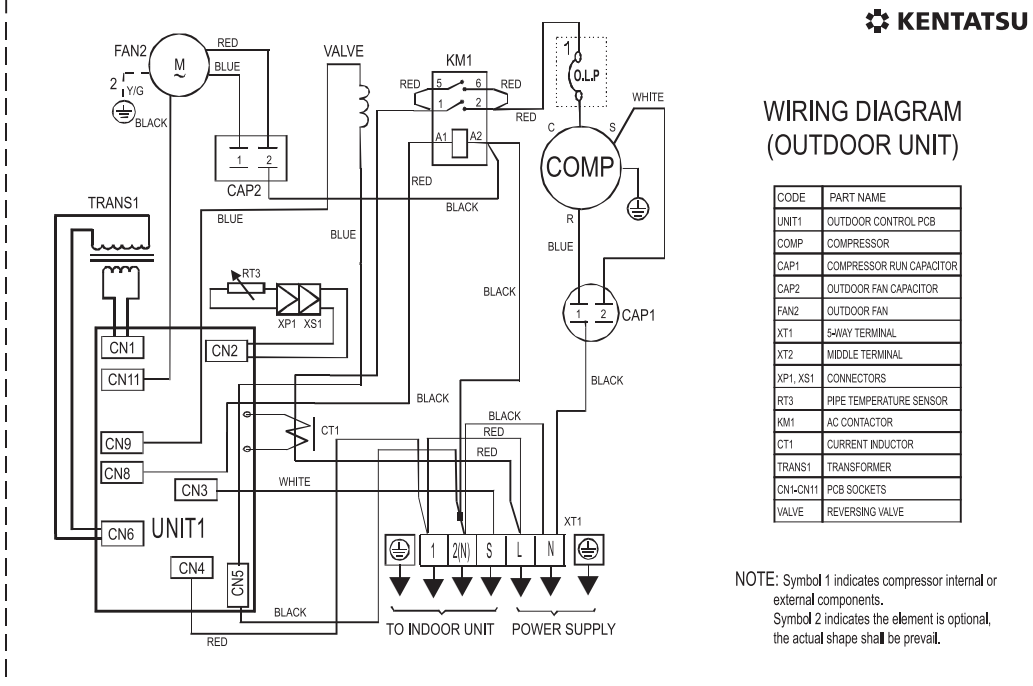 KENTATSU
WIRING DIAGRAM
(OUTDOOR UNIT)
CODE PART NAME
UNIT1 OUTDOOR CONTROL PCB
COMP COMPRESSOR
CAP1 COMPRESSOR RUN CAPACITOR
CAP2 OUTDOOR FAN CAPACITOR
FAN2 OUTDOOR FAN
XT1 5-WAY TERMINAL
XT2 MIDDLE TERMINAL
XP1, XS1 CONNECTORS
RT3 PIPE TEMPERATURE SENSOR
KM1 AC CONTACTOR
CT1 CURRENT INDUCTOR
TRANS1 TRANSFORMER
CN1-CN11 PCB SOCKETS
VALVE REVERSING VALVE
NOTE: Symbol 1 indicates compressor internal or
external components.
Symbol 2 indicates the element is optional,
the actual shape shall be prevail.
FAN2
M
~
RED
BLUE
2
Y/G
BLACK
1 2
CAP2
VALVE
KM1
RED
5 6
RED
1 2
RED
A1 A2
RED
BLACK
1
O.L.P
C
S
WHITE
COMP
R
BLUE
1 2
CAP1
BLACK
TRANS1
BLUE
BLUE
RT3
XP1 XS1
BLACK
CN1
CN2
CN11
BLACK
CT1
CN9
CN8
CN3
WHITE
BLACK
RED
RED
CN6
UNIT1
CN4
CN5
BLACK
RED
XT1
1 2(N) S L N
TO INDOOR UNIT
POWER SUPPLY